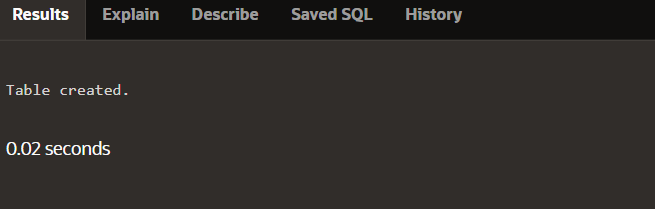 Results Explain Describe Saved SQL History
Table created.
0.02 seconds